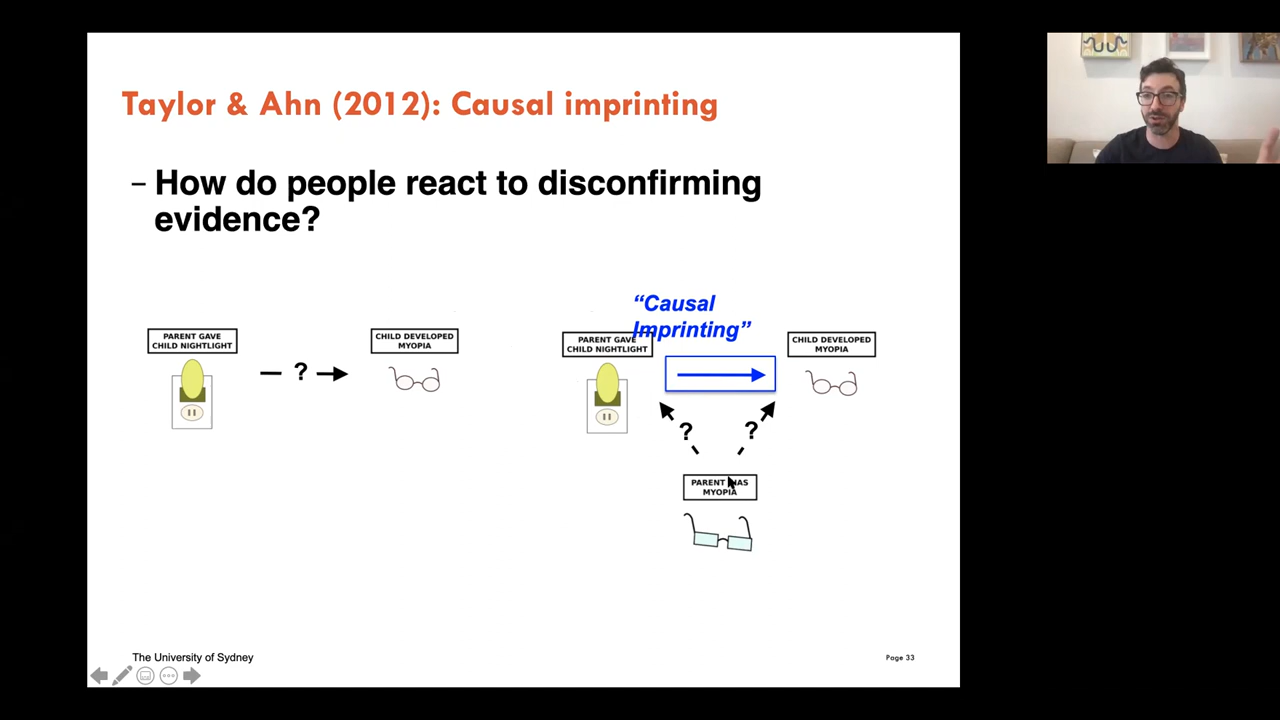 Taylor & Ahn (2012): Causal imprinting
– How do people react to disconfirming
evidence?
"Causal
Imprinting"
PARENT GAVE
CHILD NIGHTLIGHT
?
CHILD DEVELOPED
MYOPIA
PARENT GAVE
CHILD NIGHTLIGHT
CHILD DEVELOPED
MYOPIA
?
?
PARENT HAS
MYOPIA
The University of Sydney
Page 33